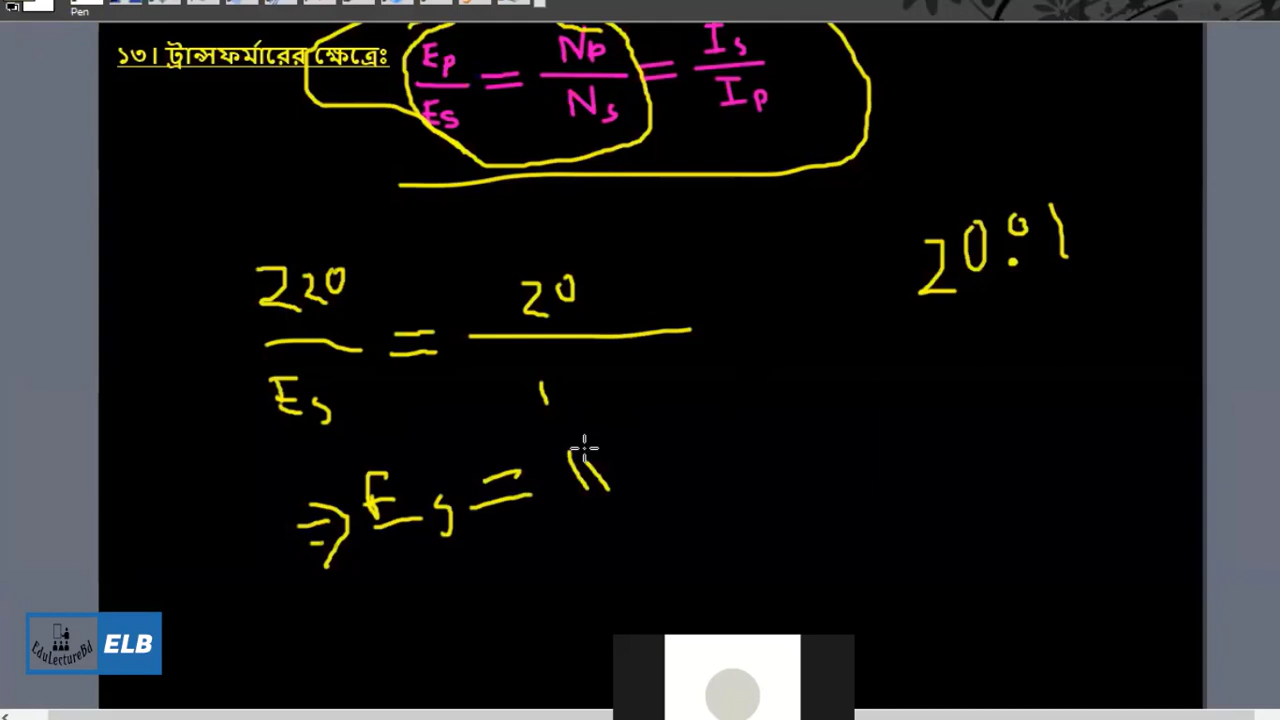 Pen
১৩। ট্রান্সফর্মারের ক্ষেত্রেঃ Ep/Es = Np/Ns = Is/Ip
20:1
220/Es = 20/1
⇒ Es = 11
EduLectureBd ELB